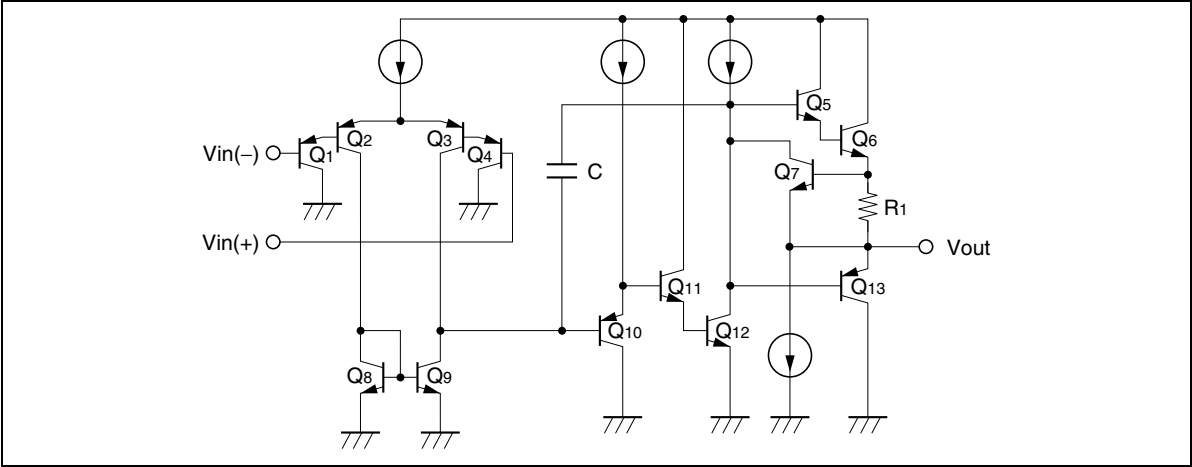 Q5
Q6
Vin(−)
Q1
Q2
Q3
Q4
C
Q7
R1
Vin(+)
Vout
Q11
Q13
Q10
Q12
Q8
Q9